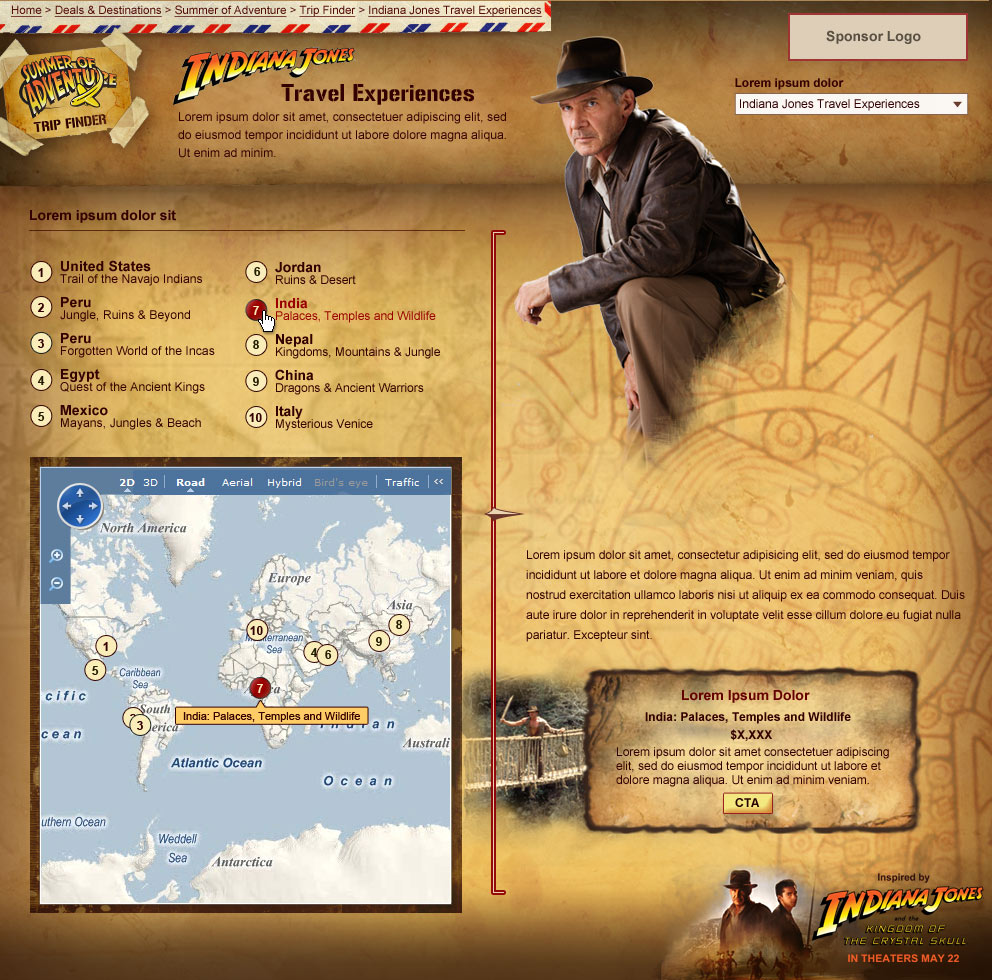 Home > Deals & Destinations > Summer of Adventure > Trip Finder > Indiana Jones Travel Experiences
Sponsor Logo
SUMMER OF
ADVENTURE
TRIP FINDER
INDIANA JONES
Travel Experiences
Lorem ipsum dolor sit amet, consectetuer adipiscing elit, sed
do eiusmod tempor incididunt ut labore dolore magna aliqua.
Ut enim ad minim.
Lorem ipsum dolor
Indiana Jones Travel Experiences
Lorem ipsum dolor sit
1 United States
Trail of the Navajo Indians
2 Peru
Jungle, Ruins & Beyond
3 Peru
Forgotten World of the Incas
4 Egypt
Quest of the Ancient Kings
5 Mexico
Mayans, Jungles & Beach
6 Jordan
Ruins & Desert
7 India
Palaces, Temples and Wildlife
8 Nepal
Kingdoms, Mountains & Jungle
9 China
Dragons & Ancient Warriors
10 Italy
Mysterious Venice
2D 3D Road Aerial Hybrid Bird's eye Traffic «
North America
Europe
Asia
8
10
9
1
Sea
4 6
5
Caribbean
Sea
7
cific
South
3
India: Palaces, Temples and Wildlife
cean
Australi
Atlantic Ocean
Ocean
uthern Ocean
Weddell
Sea
Antarctica
Lorem ipsum dolor sit amet, consectetur adipisicing elit, sed do eiusmod tempor
incididunt ut labore et dolore magna aliqua. Ut enim ad minim veniam, quis
nostrud exercitation ullamco laboris nisi ut aliquip ex ea commodo consequat. Duis
aute irure dolor in reprehenderit in voluptate velit esse cillum dolore eu fugiat nulla
pariatur. Excepteur sint.
Lorem Ipsum Dolor
India: Palaces, Temples and Wildlife
$X,XXX
Lorem ipsum dolor sit amet consectetuer adipiscing
elit, sed do eiusmod tempor incididunt ut labore et
dolore magna aliqua. Ut enim ad minim veniam.
CTA
Inspired by
INDIANA JONES
and the
KINGDOM OF
THE CRYSTAL SKULL
IN THEATERS MAY 22